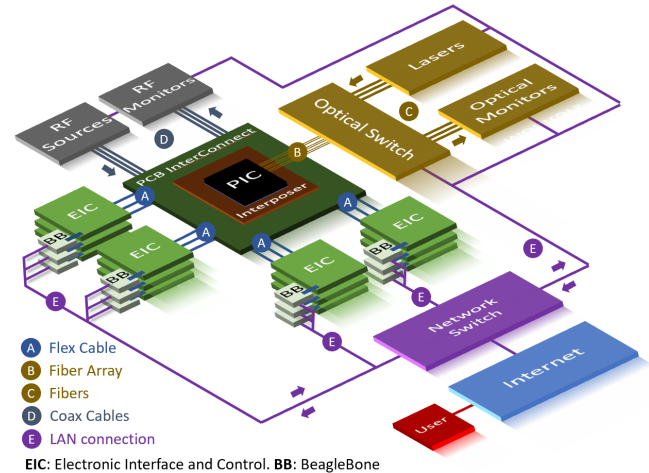 Lasers
RF
Monitors
Optical
Monitors
RF
Sources
Optical Switch
C
D
PCB InterConnect
B
PIC
Interposer
A
EIC
BB
A
EIC
BB
A
EIC
BB
A
EIC
BB
E
E
E
E
Network
Switch
Internet
User
A Flex Cable
B Fiber Array
C Fibers
D Coax Cables
E LAN connection
EIC: Electronic Interface and Control. BB: BeagleBone